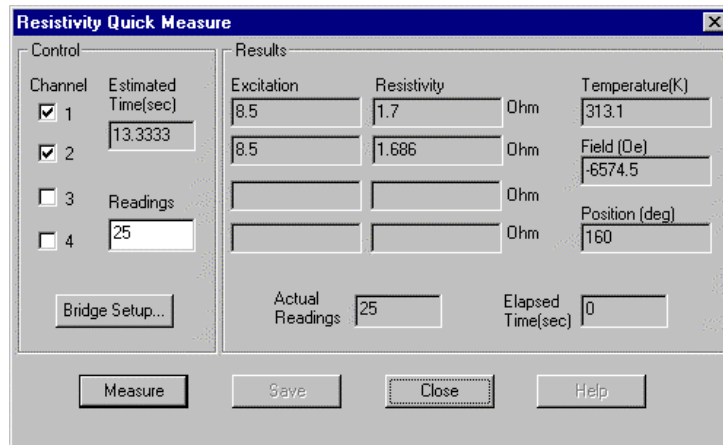 Resistivity Quick Measure
Control
Channel
Estimated
Time(sec)
1
13.3333
2
3
Readings
4
25
Bridge Setup...
Results
Excitation Resistivity Temperature(K)
8.5 1.7 Ohm 313.1
Field (Oe)
8.5 1.686 Ohm -6574.5
Ohm
Position (deg)
Ohm 160
Actual
Readings 25
Elapsed
Time(sec) 0
Measure Save Close Help